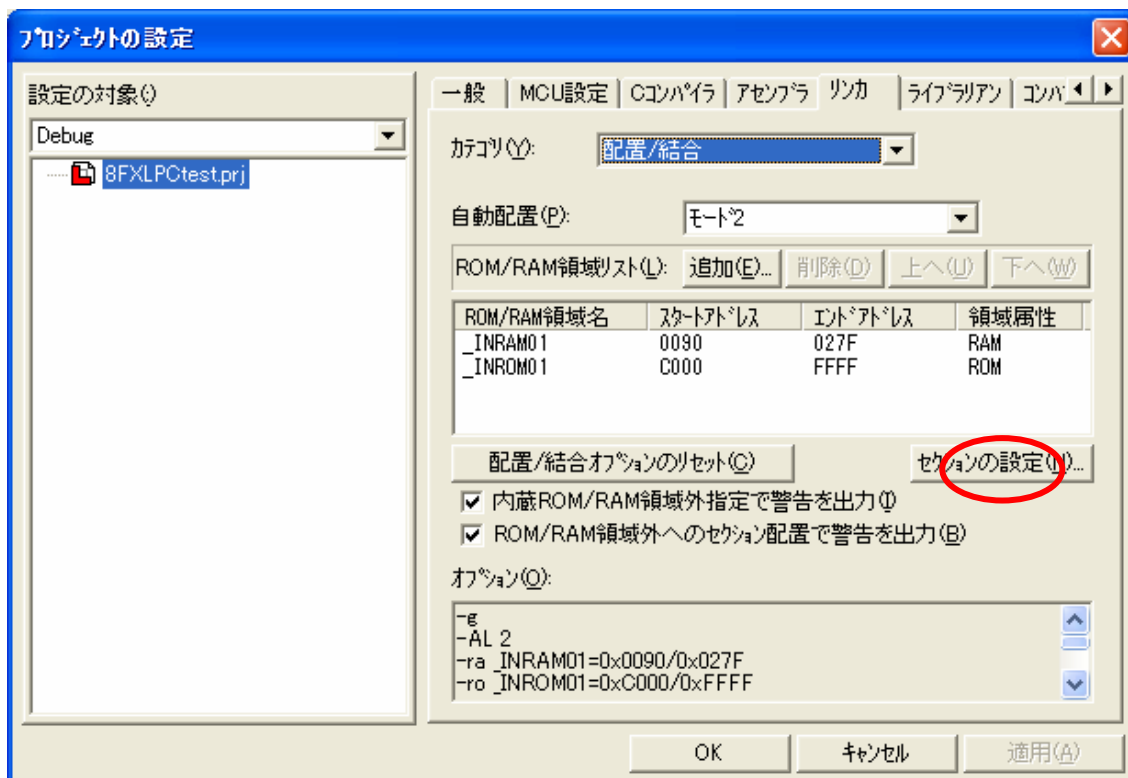 プロジェクトの設定
設定の対象(:)
Debug
8FXLPCtest.prj
一般 MCU設定 Cコンパイラ アセンブラ リンカ ライブラリアン コンバ
カテゴリ(Y): 配置/結合
自動配置(P): モード2
ROM/RAM領域リスト(L): 追加(E)... 削除(D) 上へ(U) 下へ(W)
ROM/RAM領域名 スタートアドレス エンドアドレス 領域属性
_INRAM01 0090 027F RAM
_INROM01 C000 FFFF ROM
配置/結合オプションのリセット(C) セクションの設定(N)...
内蔵ROM/RAM領域外指定で警告を出力(I)
ROM/RAM領域外へのセクション配置で警告を出力(B)
オプション(O):
-g
-AL 2
-ra _INRAM01=0x0090/0x027F
-ro _INROM01=0xC000/0xFFFF
OK キャンセル 適用(A)